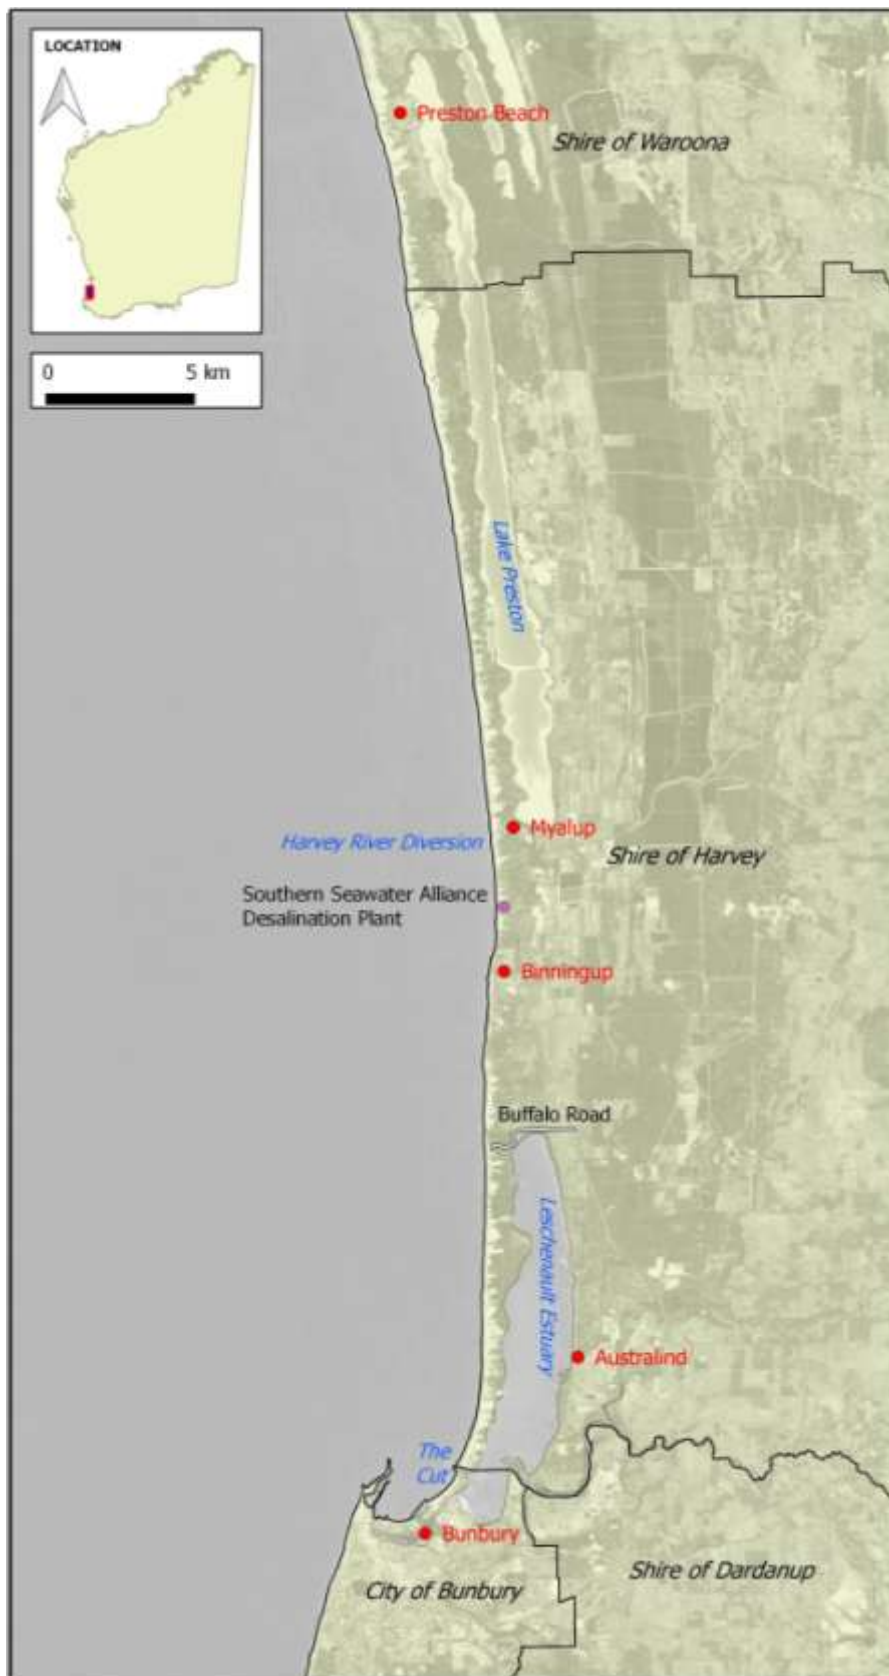 LOCATION
0 5 km
Preston Beach
Shire of Waroona
Lake Preston
Myalup
Harvey River Diversion
Shire of Harvey
Southern Seawater Alliance
Desalination Plant
Binningup
Buffalo Road
Leschenault Estuary
Australind
The
Cut
Bunbury
City of Bunbury
Shire of Dardanup